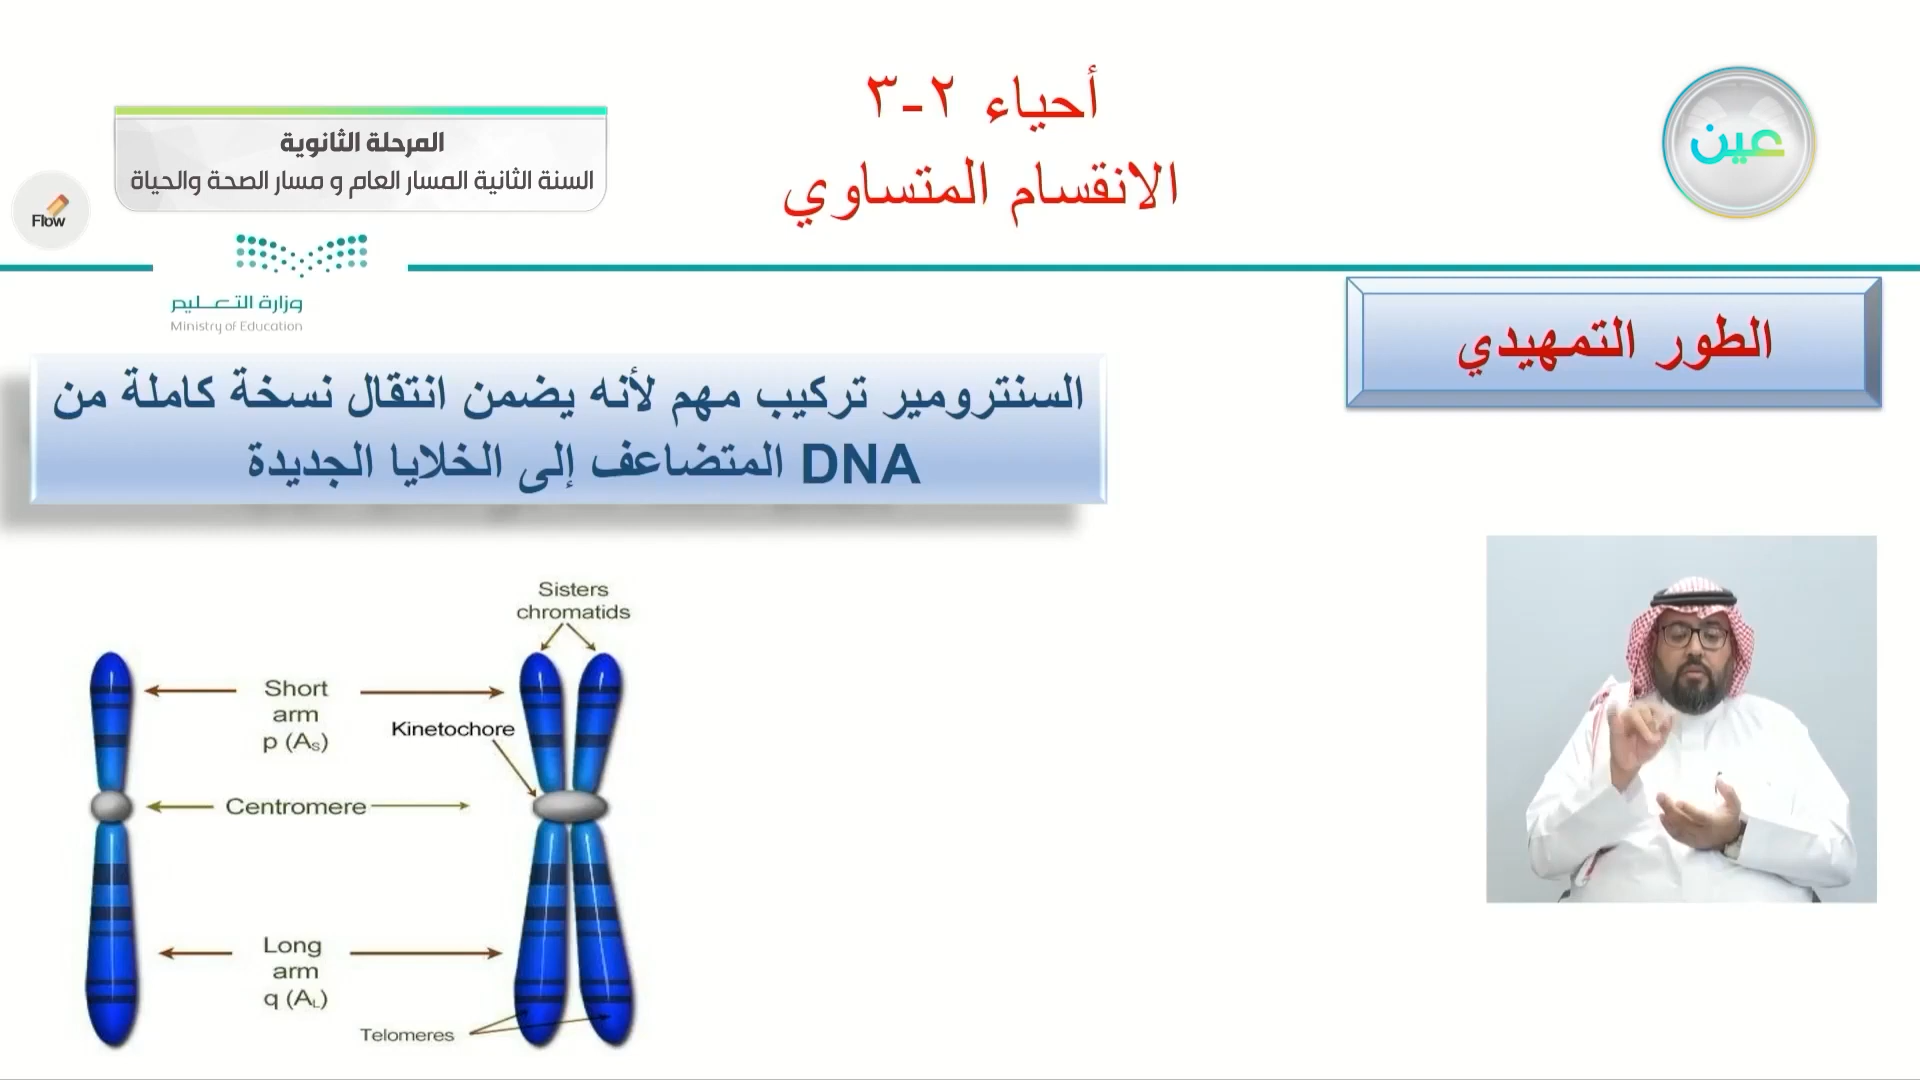 أحياء ٢-٣
الانقسام المتساوي
عين
المرحلة الثانوية
السنة الثانية المسار العام و مسار الصحة والحياة
Flow
وزارة التعليم
Ministry of Education
الطور التمهيدي
السنترومير تركيب مهم لأنه يضمن انتقال نسخة كاملة من
DNA المتضاعف إلى الخلايا الجديدة
Sisters
chromatids
Short
arm
p (As)
Kinetochore
Centromere
Long
arm
q (AL)
Telomeres